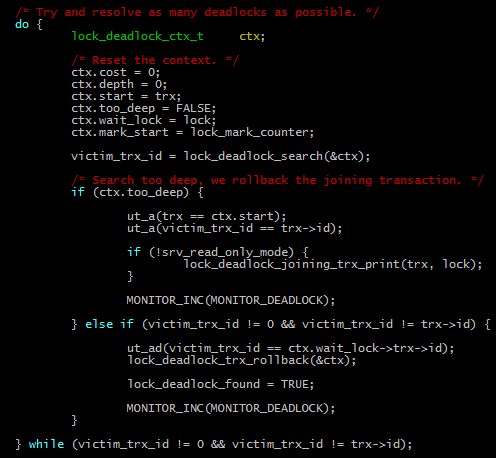 /* Try and resolve as many deadlocks as possible. */
do {
lock_deadlock_ctx_t ctx;
/* Reset the context. */
ctx.cost = 0;
ctx.depth = 0;
ctx.start = trx;
ctx.too_deep = FALSE;
ctx.wait_lock = lock;
ctx.mark_start = lock_mark_counter;
victim_trx_id = lock_deadlock_search(&ctx);
/* Search too deep, we rollback the joining transaction. */
if (ctx.too_deep) {
ut_a(trx == ctx.start);
ut_a(victim_trx_id == trx->id);
if (!srv_read_only_mode) {
lock_deadlock_joining_trx_print(trx, lock);
}
MONITOR_INC(MONITOR_DEADLOCK);
} else if (victim_trx_id != 0 && victim_trx_id != trx->id) {
ut_ad(victim_trx_id == ctx.wait_lock->trx->id);
lock_deadlock_trx_rollback(&ctx);
lock_deadlock_found = TRUE;
MONITOR_INC(MONITOR_DEADLOCK);
}
} while (victim_trx_id != 0 && victim_trx_id != trx->id);